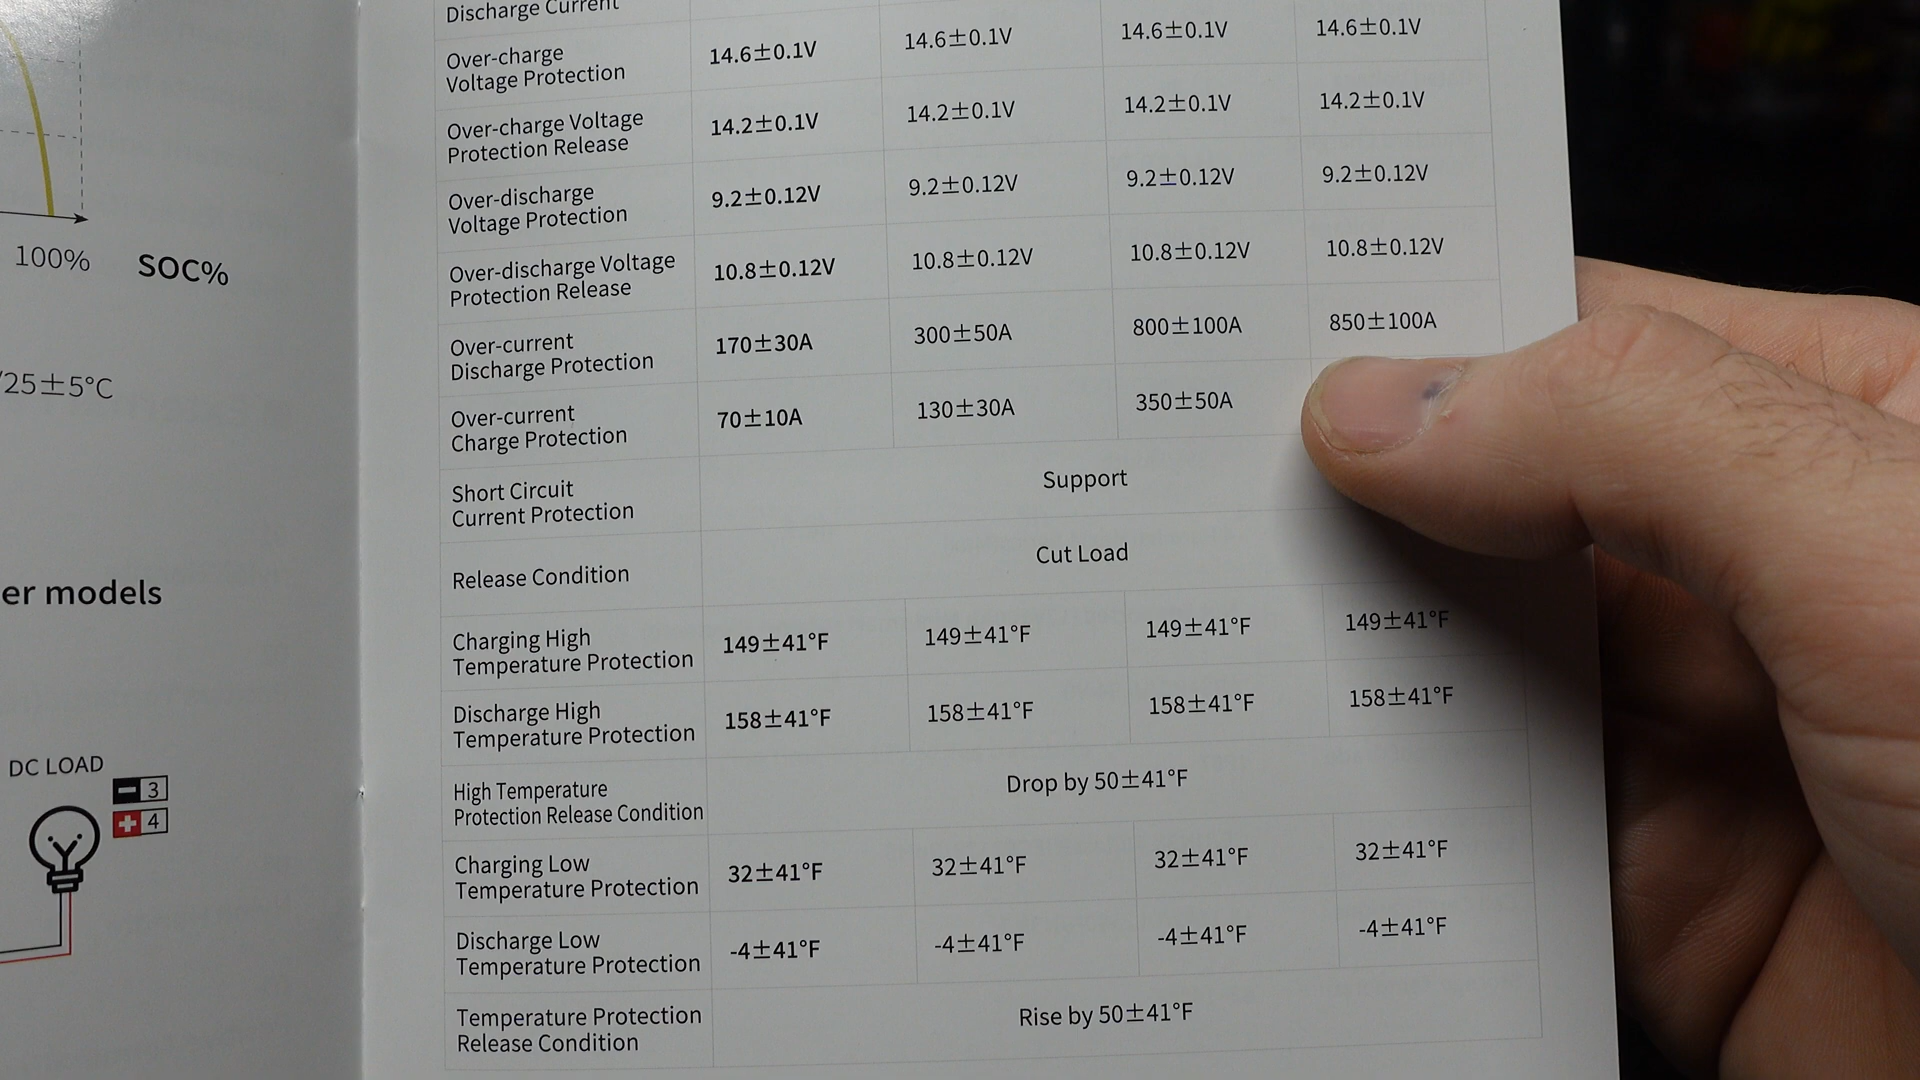 Discharge Current
Over-charge
Voltage Protection
14.6±0.1V 14.6±0.1V 14.6±0.1V 14.6±0.1V
Over-charge Voltage
Protection Release
14.2±0.1V 14.2±0.1V 14.2±0.1V 14.2±0.1V
Over-discharge
Voltage Protection
9.2±0.12V 9.2±0.12V 9.2±0.12V 9.2±0.12V
Over-discharge Voltage
Protection Release
10.8±0.12V 10.8±0.12V 10.8±0.12V 10.8±0.12V
Over-current
Discharge Protection
170±30A 300±50A 800±100A 850±100A
Over-current
Charge Protection
70±10A 130±30A 350±50A
Short Circuit
Current Protection
Support
Release Condition
Cut Load
Charging High
Temperature Protection
149±41°F 149±41°F 149±41°F 149±41°F
Discharge High
Temperature Protection
158±41°F 158±41°F 158±41°F 158±41°F
High Temperature
Protection Release Condition
Drop by 50±41°F
Charging Low
Temperature Protection
32±41°F 32±41°F 32±41°F 32±41°F
Discharge Low
Temperature Protection
-4±41°F -4±41°F -4±41°F -4±41°F
Temperature Protection
Release Condition
Rise by 50±41°F
100% SOC%
/25±5°C
er models
DC LOAD
3
4